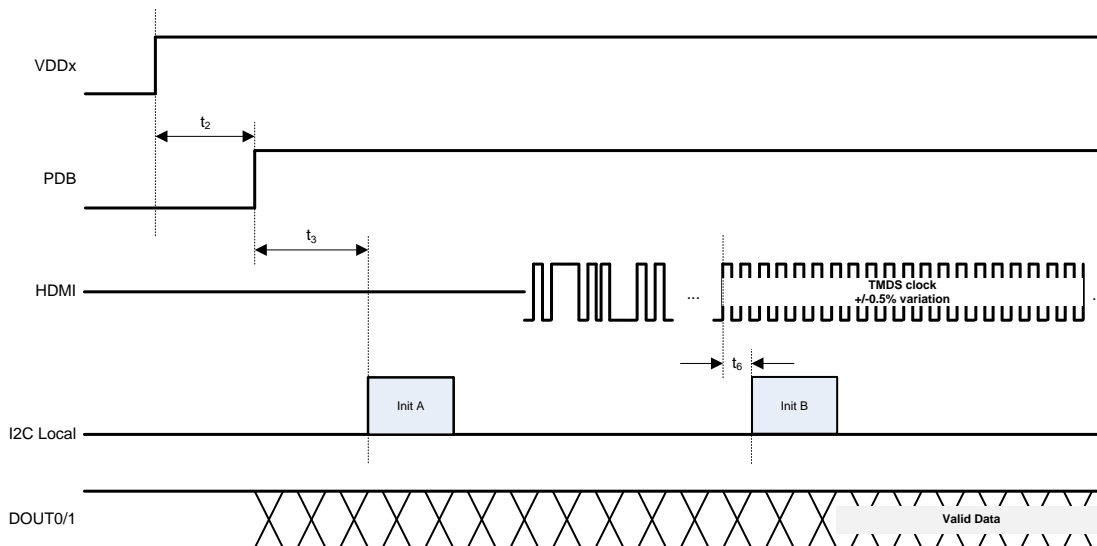 VDDx
t2
PDB
t3
HDMI
TMDS clock
+/-0.5% variation
...
.
t6
Init A
Init B
I2C Local
DOUT0/1
Valid Data